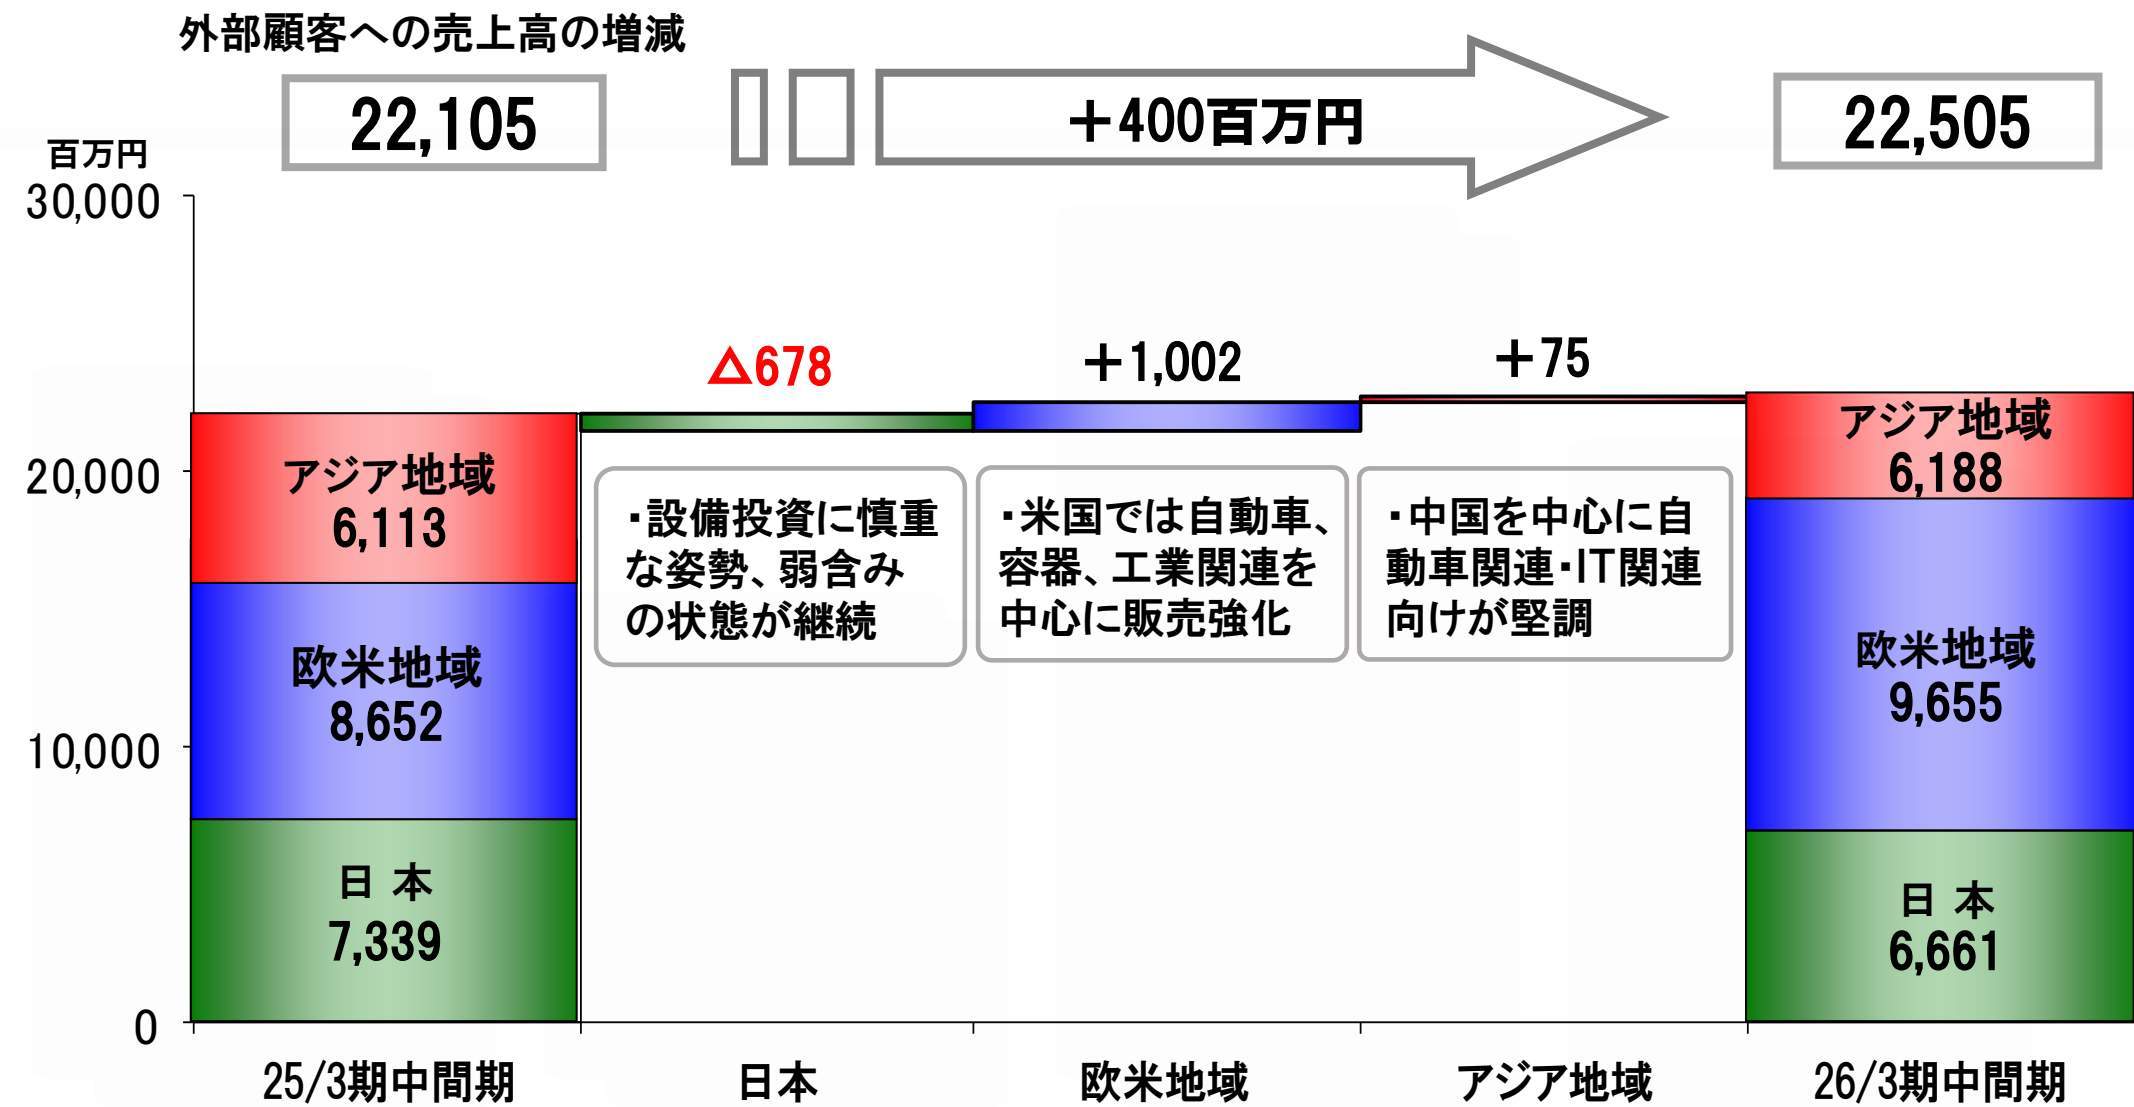 外部顧客への売上高の増減
22,105
＋400百万円
22,505
百万円
30,000
20,000
10,000
0
△678
＋1,002
＋75
アジア地域
6,113
欧米地域
8,652
日 本
7,339
・設備投資に慎重
な姿勢、弱含み
の状態が継続
・米国では自動車、
容器、工業関連を
中心に販売強化
・中国を中心に自
動車関連・IT関連
向けが堅調
アジア地域
6,188
欧米地域
9,655
日 本
6,661
25/3期中間期
日本
欧米地域
アジア地域
26/3期中間期